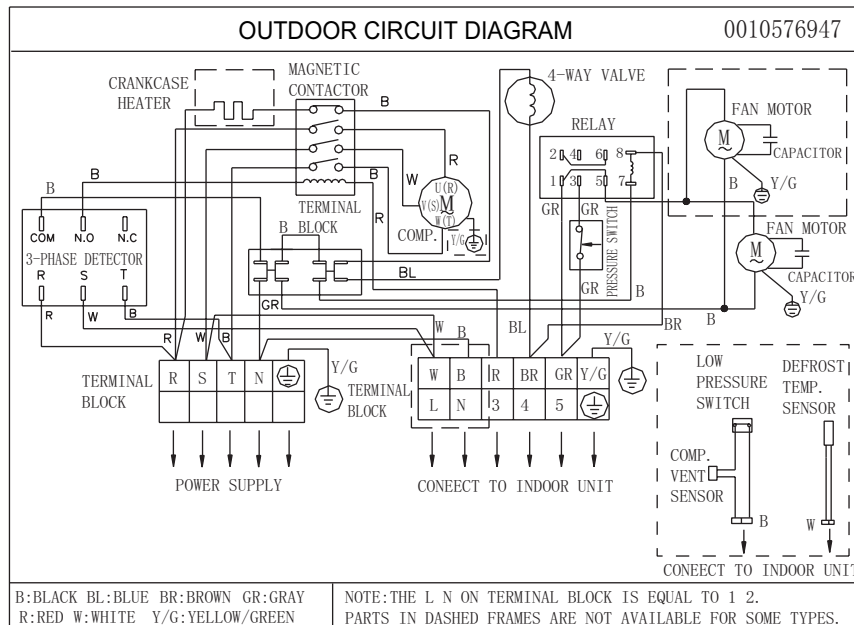 OUTDOOR CIRCUIT DIAGRAM
0010576947
CRANKCASE
HEATER
MAGNETIC
CONTACTOR
4-WAY VALVE
FAN MOTOR
M
CAPACITOR
Y/G
B
RELAY
2 4 6 8
1 3 5 7
GR GR
PRESSURE SWITCH
GR
B
B
R
W
B
R
U(R)
V(S) M
W(T)
COMP.
Y/G
B
B
COM N.O N.C
3-PHASE DETECTOR
R S T
R W B
TERMINAL
BLOCK
B
GR
BL
FAN MOTOR
M
CAPACITOR
Y/G
B
BL
BR
R W B
W B
Y/G
TERMINAL
BLOCK
R S T N
Y/G
TERMINAL
BLOCK
W B R BR GR Y/G
L N 3 4 5
POWER SUPPLY
CONEECT TO INDOOR UNIT
LOW
PRESSURE
SWITCH
DEFROST
TEMP.
SENSOR
COMP.
VENT
SENSOR
B
W
CONEECT TO INDOOR UNIT
B:BLACK BL:BLUE BR:BROWN GR:GRAY
R:RED W:WHITE Y/G:YELLOW/GREEN
NOTE:THE L N ON TERMINAL BLOCK IS EQUAL TO 1 2.
PARTS IN DASHED FRAMES ARE NOT AVAILABLE FOR SOME TYPES.